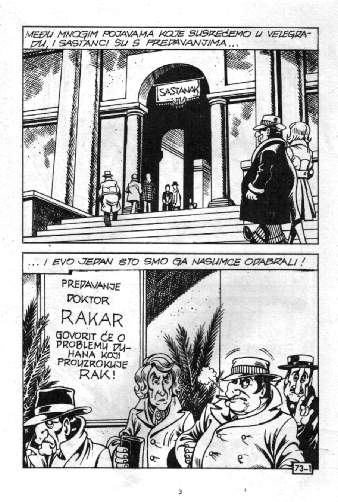 MEĐU MNOGIM POJAVAMA KOJE SUSREĆEMO U VELEGRA-
DU, I SASTANCI SU S PREDAVANJIMA...
SASTANAK
... I EVO JEDAN ŠTO SMO GA NASUMCE ODABRALI!
PREDAVANJE
DOKTOR
RAKAR
GOVORIT ĆE O
PROBLEMU DU-
HANA KOJI
PROUZROKUJE
RAK!
73-1
3